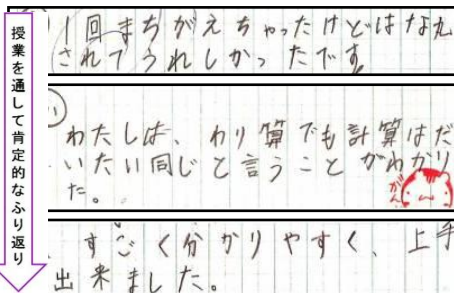 授業を通して肯定的なふり返り
1回まちがえちゃったけどはな丸
されてうれしかったです。
わたしは、わり算でも計算はだ
いたい同じと言うことがわかり
た。
がん
すごく分かりやすく、上手
出来ました。